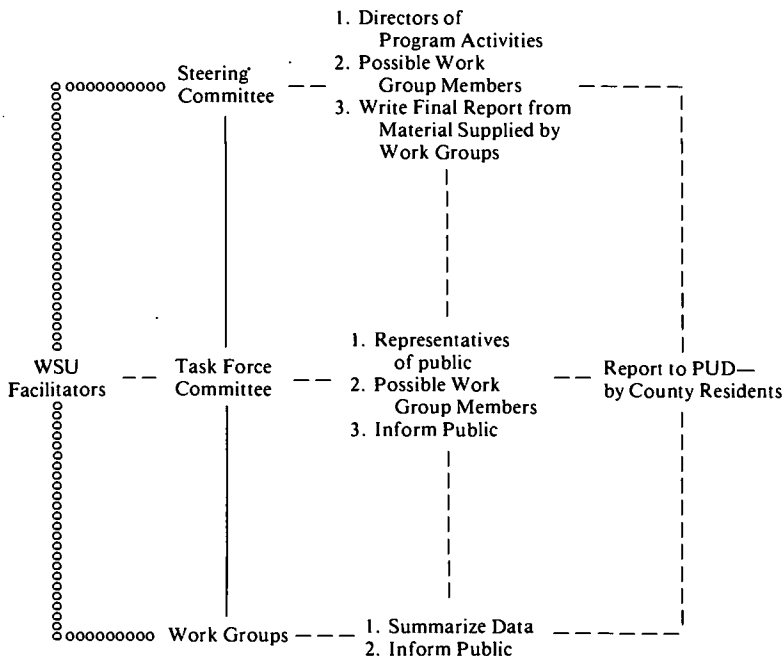 1. Directors of
Program Activities
2. Possible Work
Group Members
3. Write Final Report from
Material Supplied by
Work Groups
Steering
Committee
WSU
Facilitators
Task Force
Committee
1. Representatives
of public
2. Possible Work
Group Members
3. Inform Public
Report to PUD—
by County Residents
Work Groups
1. Summarize Data
2. Inform Public